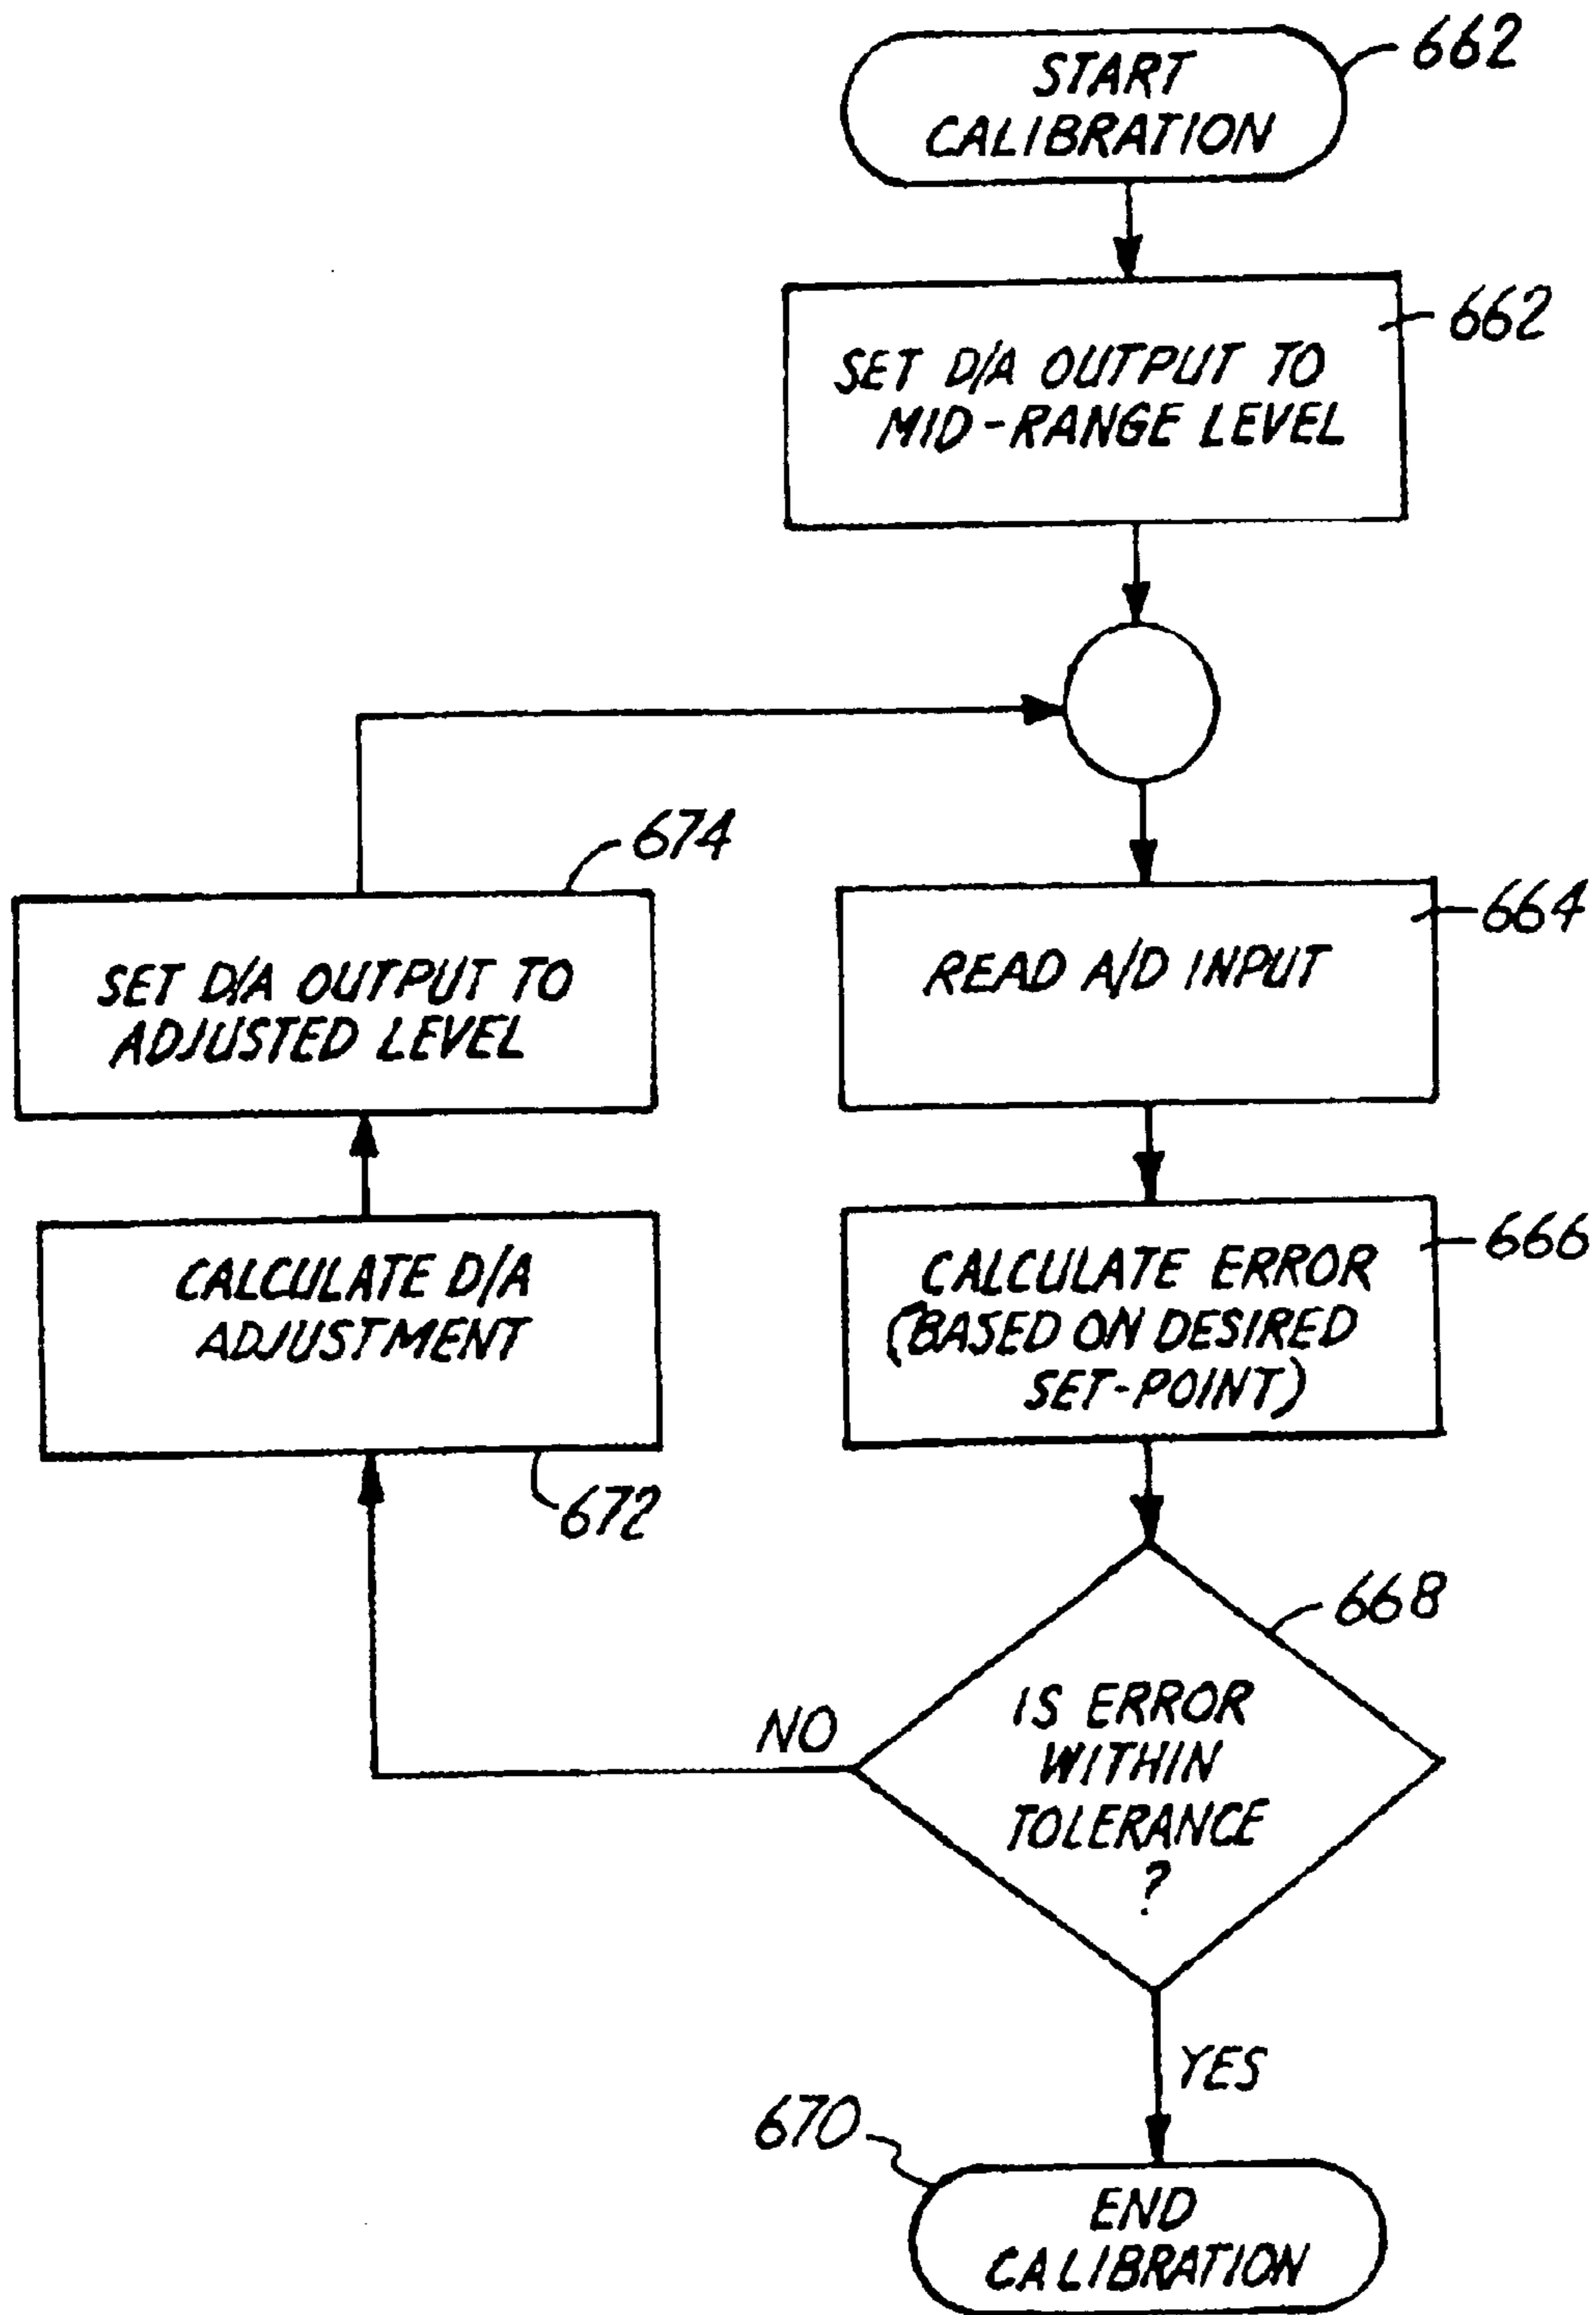 START
CALIBRATION
662
662
SET D/A OUTPUT TO
MID-RANGE LEVEL
674
SET D/A OUTPUT TO
ADJUSTED LEVEL
664
READ A/D INPUT
CALCULATE D/A
ADJUSTMENT
672
666
CALCULATE ERROR
(BASED ON DESIRED
SET-POINT)
668
IS ERROR
WITHIN
TOLERANCE
?
NO
YES
670
END
CALIBRATION